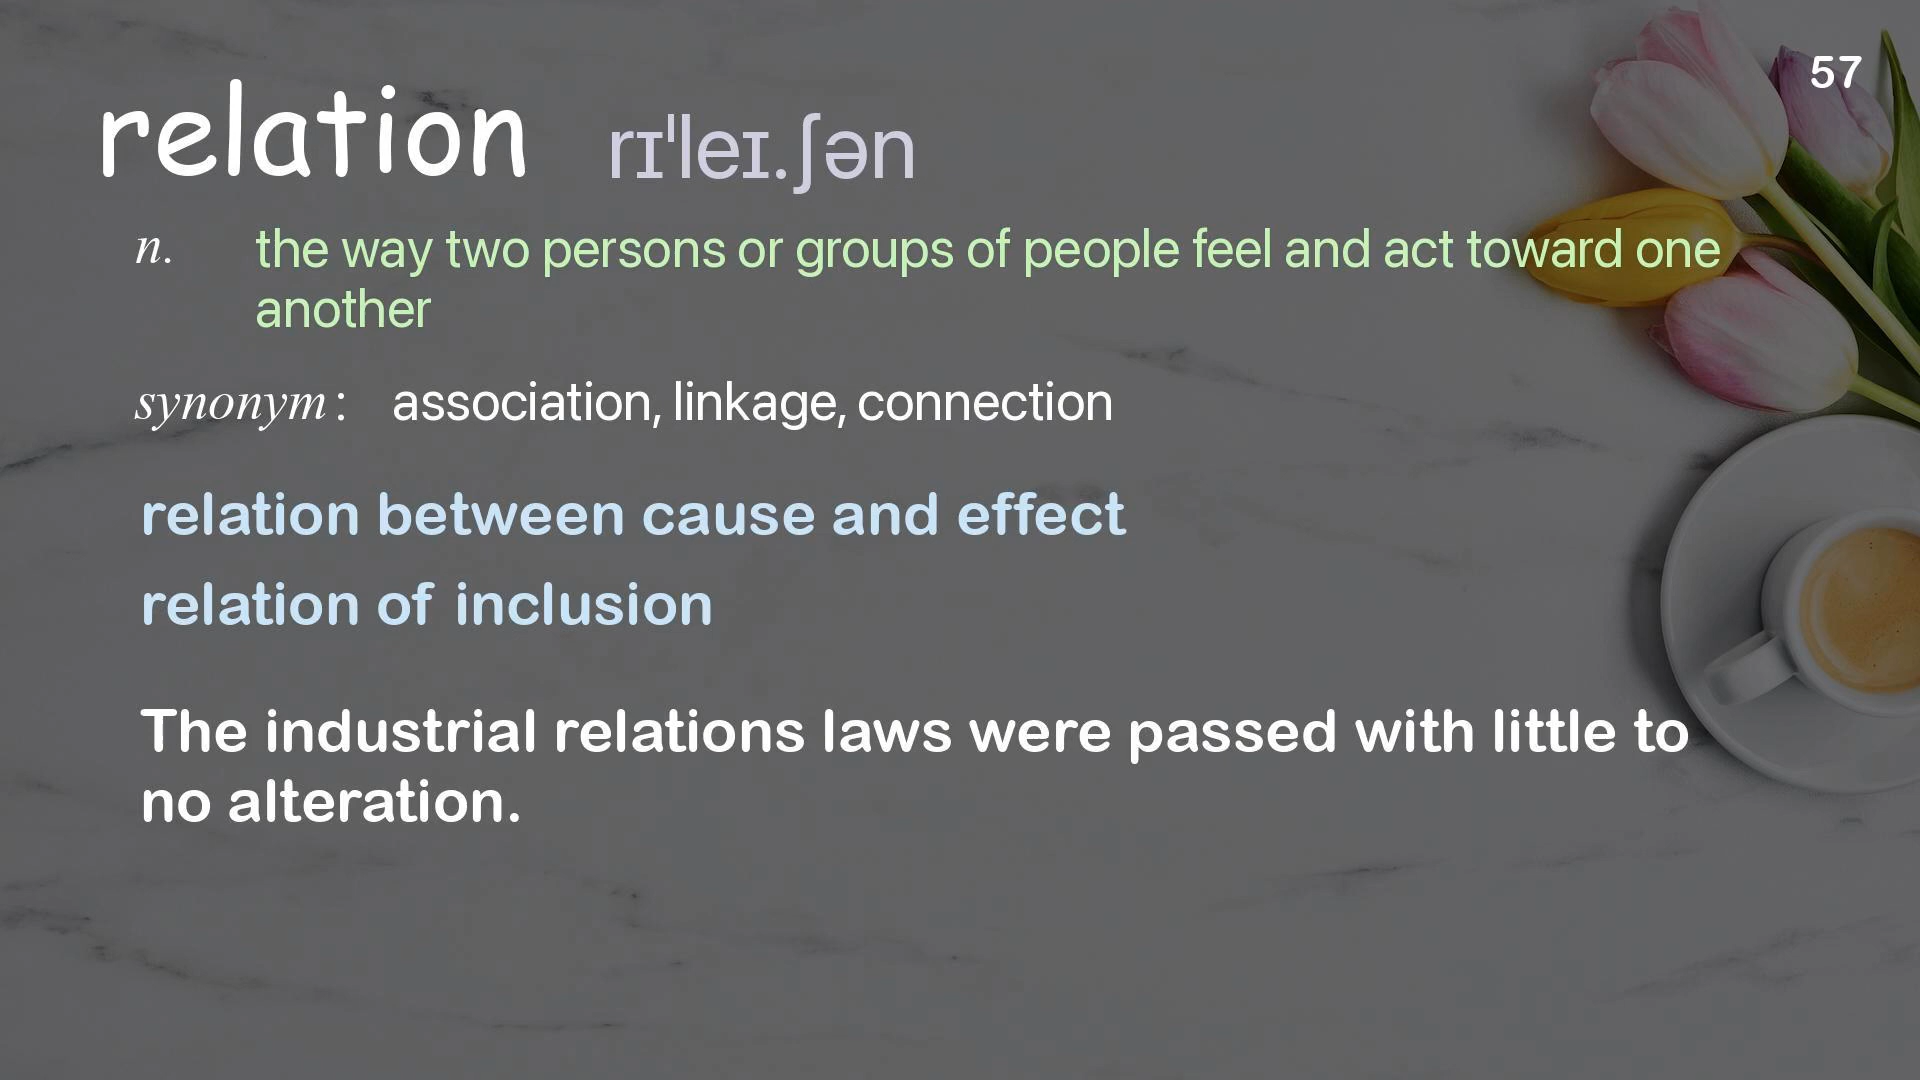 57
relation rɪˈleɪ.ʃən
n. the way two persons or groups of people feel and act toward one
another
synonym: association, linkage, connection
relation between cause and effect
relation of inclusion
The industrial relations laws were passed with little to
no alteration.